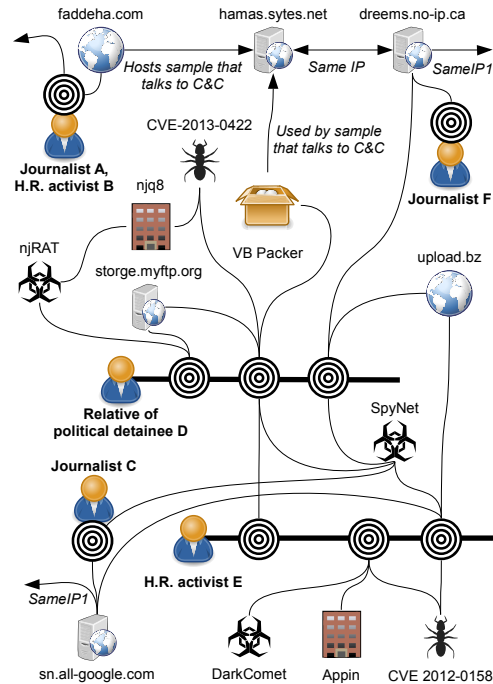 faddeha.com
hamas.sytes.net
dreems.no-ip.ca
Hosts sample that
talks to C&C
Same IP
SameIP1
CVE-2013-0422
Used by sample
that talks to C&C
Journalist A,
H.R. activist B
Journalist F
njq8
njRAT
VB Packer
storge.myftp.org
upload.bz
Relative of
political detainee D
SpyNet
Journalist C
H.R. activist E
SameIP1
sn.all-google.com
DarkComet
Appin
CVE 2012-0158